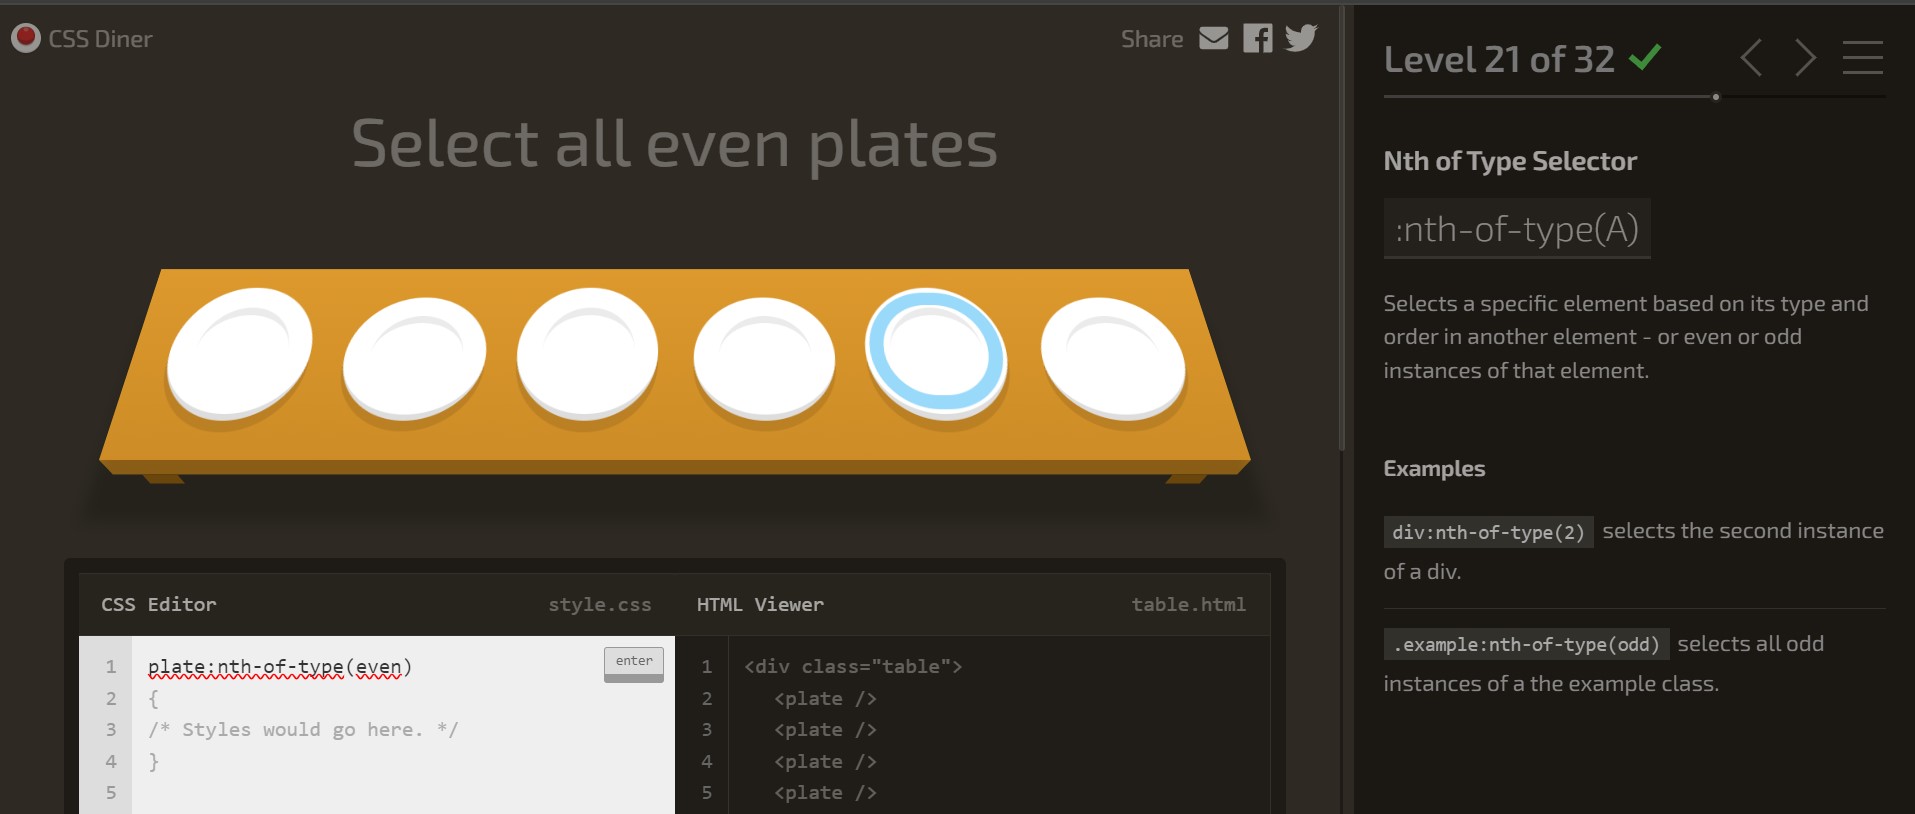 CSS Diner
Share
Select all even plates
CSS Editor
style.css
1 plate:nth-of-type(even)
enter
2 {
3 /* Styles would go here. */
4 }
5
HTML Viewer
table.html
1 <div class="table">
2 <plate />
3 <plate />
4 <plate />
5 <plate />
Level 21 of 32
Nth of Type Selector
:nth-of-type(A)
Selects a specific element based on its type and
order in another element - or even or odd
instances of that element.
Examples
div:nth-of-type(2) selects the second instance
of a div.
.example:nth-of-type(odd) selects all odd
instances of a the example class.